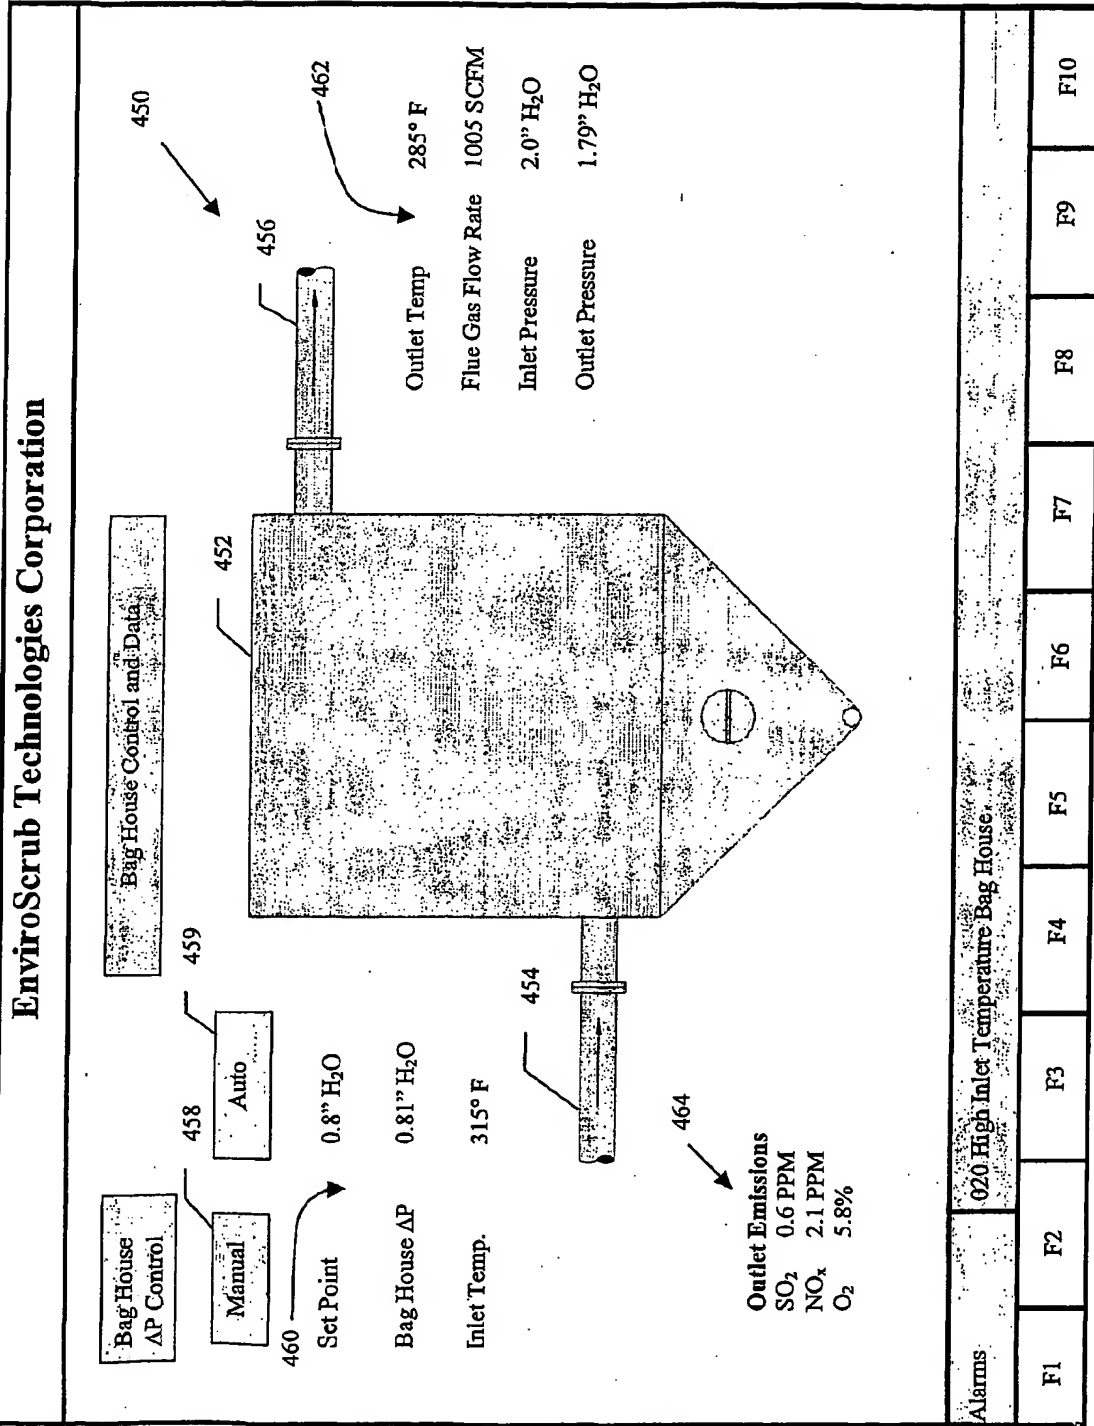 EnviroScrub Technologies Corporation
Bag House Control and Data
Bag House
ΔP Control
458
459
Manual
Auto
460
Set Point 0.8” H₂O
Bag House ΔP 0.81” H₂O
Inlet Temp. 315° F
450
452
456
462
Outlet Temp 285° F
Flue Gas Flow Rate 1005 SCFM
Inlet Pressure 2.0” H₂O
Outlet Pressure 1.79” H₂O
454
464
Outlet Emissions
SO₂ 0.6 PPM
NOₓ 2.1 PPM
O₂ 5.8%
Alarms
020 High Inlet Temperature Bag House
F1 F2 F3 F4 F5 F6 F7 F8 F9 F10